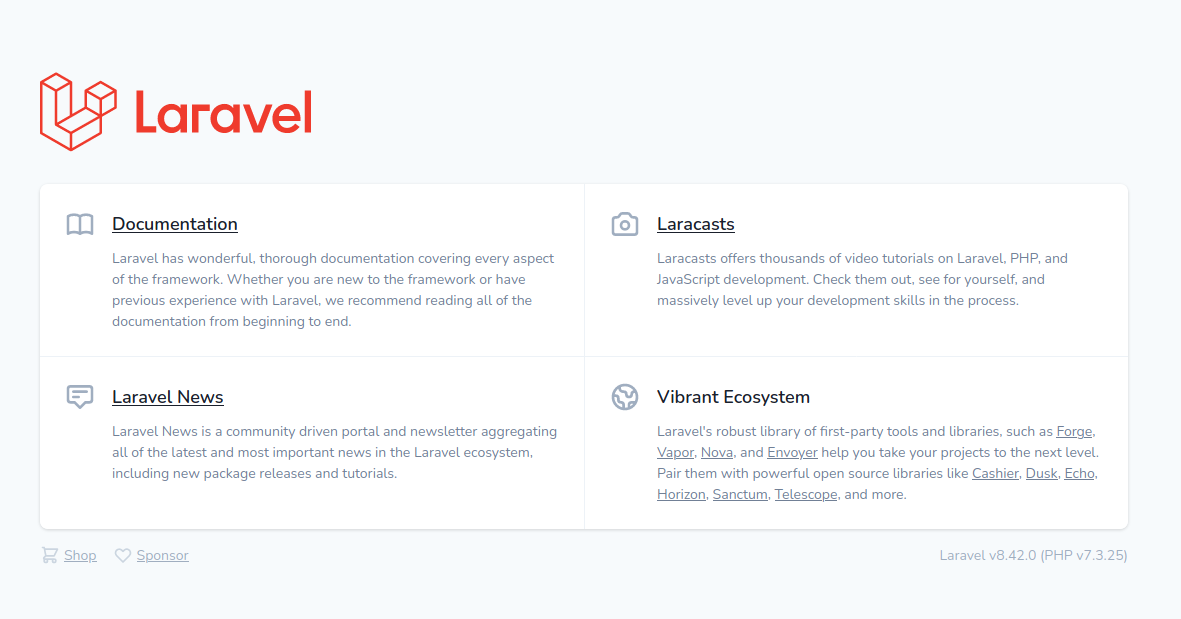 Laravel
Documentation
Laravel has wonderful, thorough documentation covering every aspect
of the framework. Whether you are new to the framework or have
previous experience with Laravel, we recommend reading all of the
documentation from beginning to end.
Laracasts
Laracasts offers thousands of video tutorials on Laravel, PHP, and
JavaScript development. Check them out, see for yourself, and
massively level up your development skills in the process.
Laravel News
Laravel News is a community driven portal and newsletter aggregating
all of the latest and most important news in the Laravel ecosystem,
including new package releases and tutorials.
Vibrant Ecosystem
Laravel's robust library of first-party tools and libraries, such as Forge,
Vapor, Nova, and Envoyer help you take your projects to the next level.
Pair them with powerful open source libraries like Cashier, Dusk, Echo,
Horizon, Sanctum, Telescope, and more.
Shop Sponsor Laravel v8.42.0 (PHP v7.3.25)